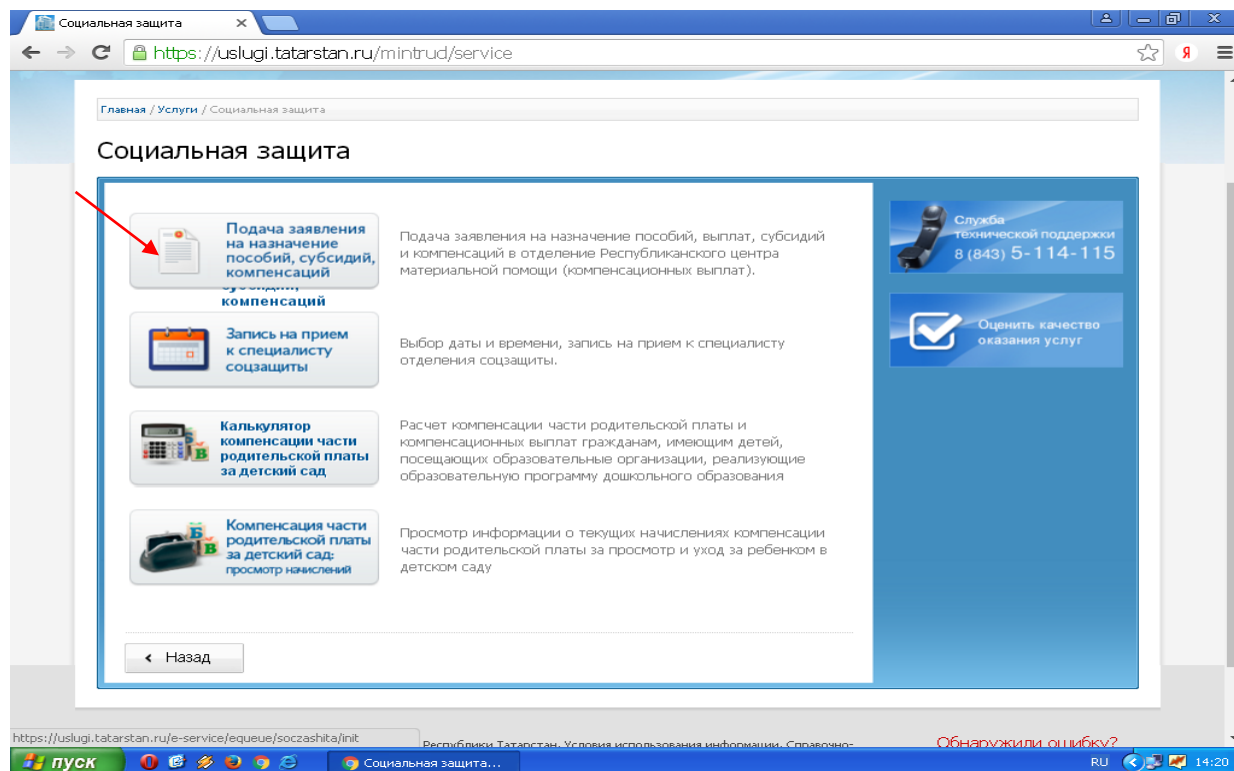 Социальная защита
https://uslugi.tatarstan.ru/mintrud/service
Я
Главная / Услуги / Социальная защита
Социальная защита
Подача заявления
на назначение
пособий, субсидий,
компенсаций
субсидий,
компенсаций
Подача заявления на назначение пособий, выплат, субсидий
и компенсаций в отделение Республиканского центра
материальной помощи (компенсационных выплат).
Запись на прием
к специалисту
соцзащиты
Выбор даты и времени, запись на прием к специалисту
отделения соцзащиты.
Калькулятор
компенсации части
родительской платы
за детский сад
Расчет компенсации части родительской платы и
компенсационных выплат гражданам, имеющим детей,
посещающих образовательные организации, реализующие
образовательную программу дошкольного образования
Компенсация части
родительской платы
за детский сад:
просмотр начислений
Просмотр информации о текущих начислениях компенсации
части родительской платы за просмотр и уход за ребенком в
детском саду
Назад
Служба
технической поддержки
8 (843) 5-114-115
Оценить качество
оказания услуг
https://uslugi.tatarstan.ru/e-service/equeue/soczashita/init
Республики Татарстан. Условия использования информации. Справочно-
Обнаружили ошибку?
пуск
Социальная защита...
RU
14:20